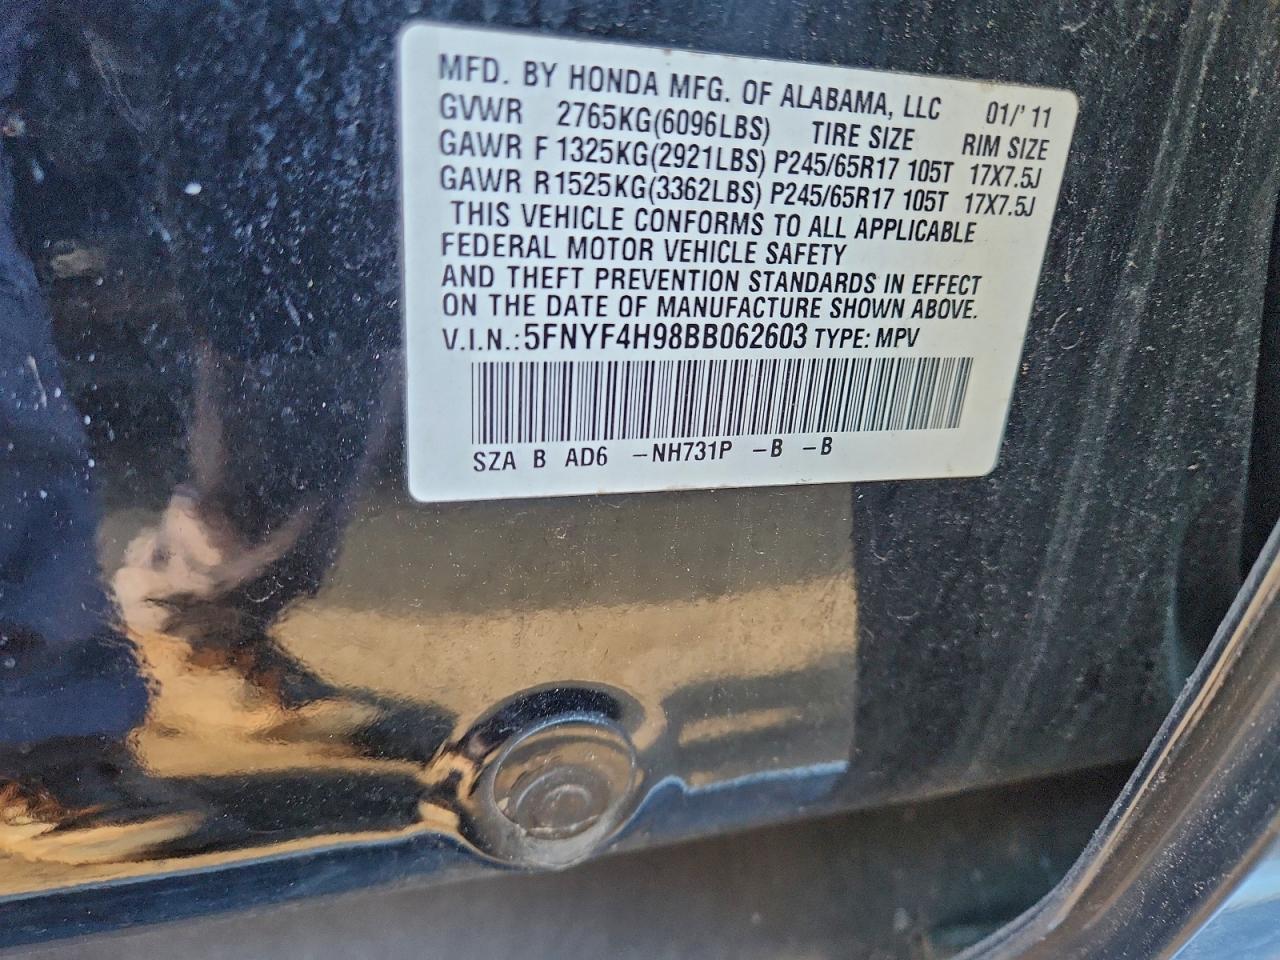 MFD. BY HONDA MFG. OF ALABAMA, LLC 01/'11
GVWR 2765KG(6096LBS) TIRE SIZE RIM SIZE
GAWR F 1325KG(2921LBS) P245/65R17 105T 17X7.5J
GAWR R 1525KG(3362LBS) P245/65R17 105T 17X7.5J
THIS VEHICLE CONFORMS TO ALL APPLICABLE
FEDERAL MOTOR VEHICLE SAFETY
AND THEFT PREVENTION STANDARDS IN EFFECT
ON THE DATE OF MANUFACTURE SHOWN ABOVE.
V.I.N.: 5FNYF4H98BB062603 TYPE: MPV
SZA B AD6 -NH731P -B -B